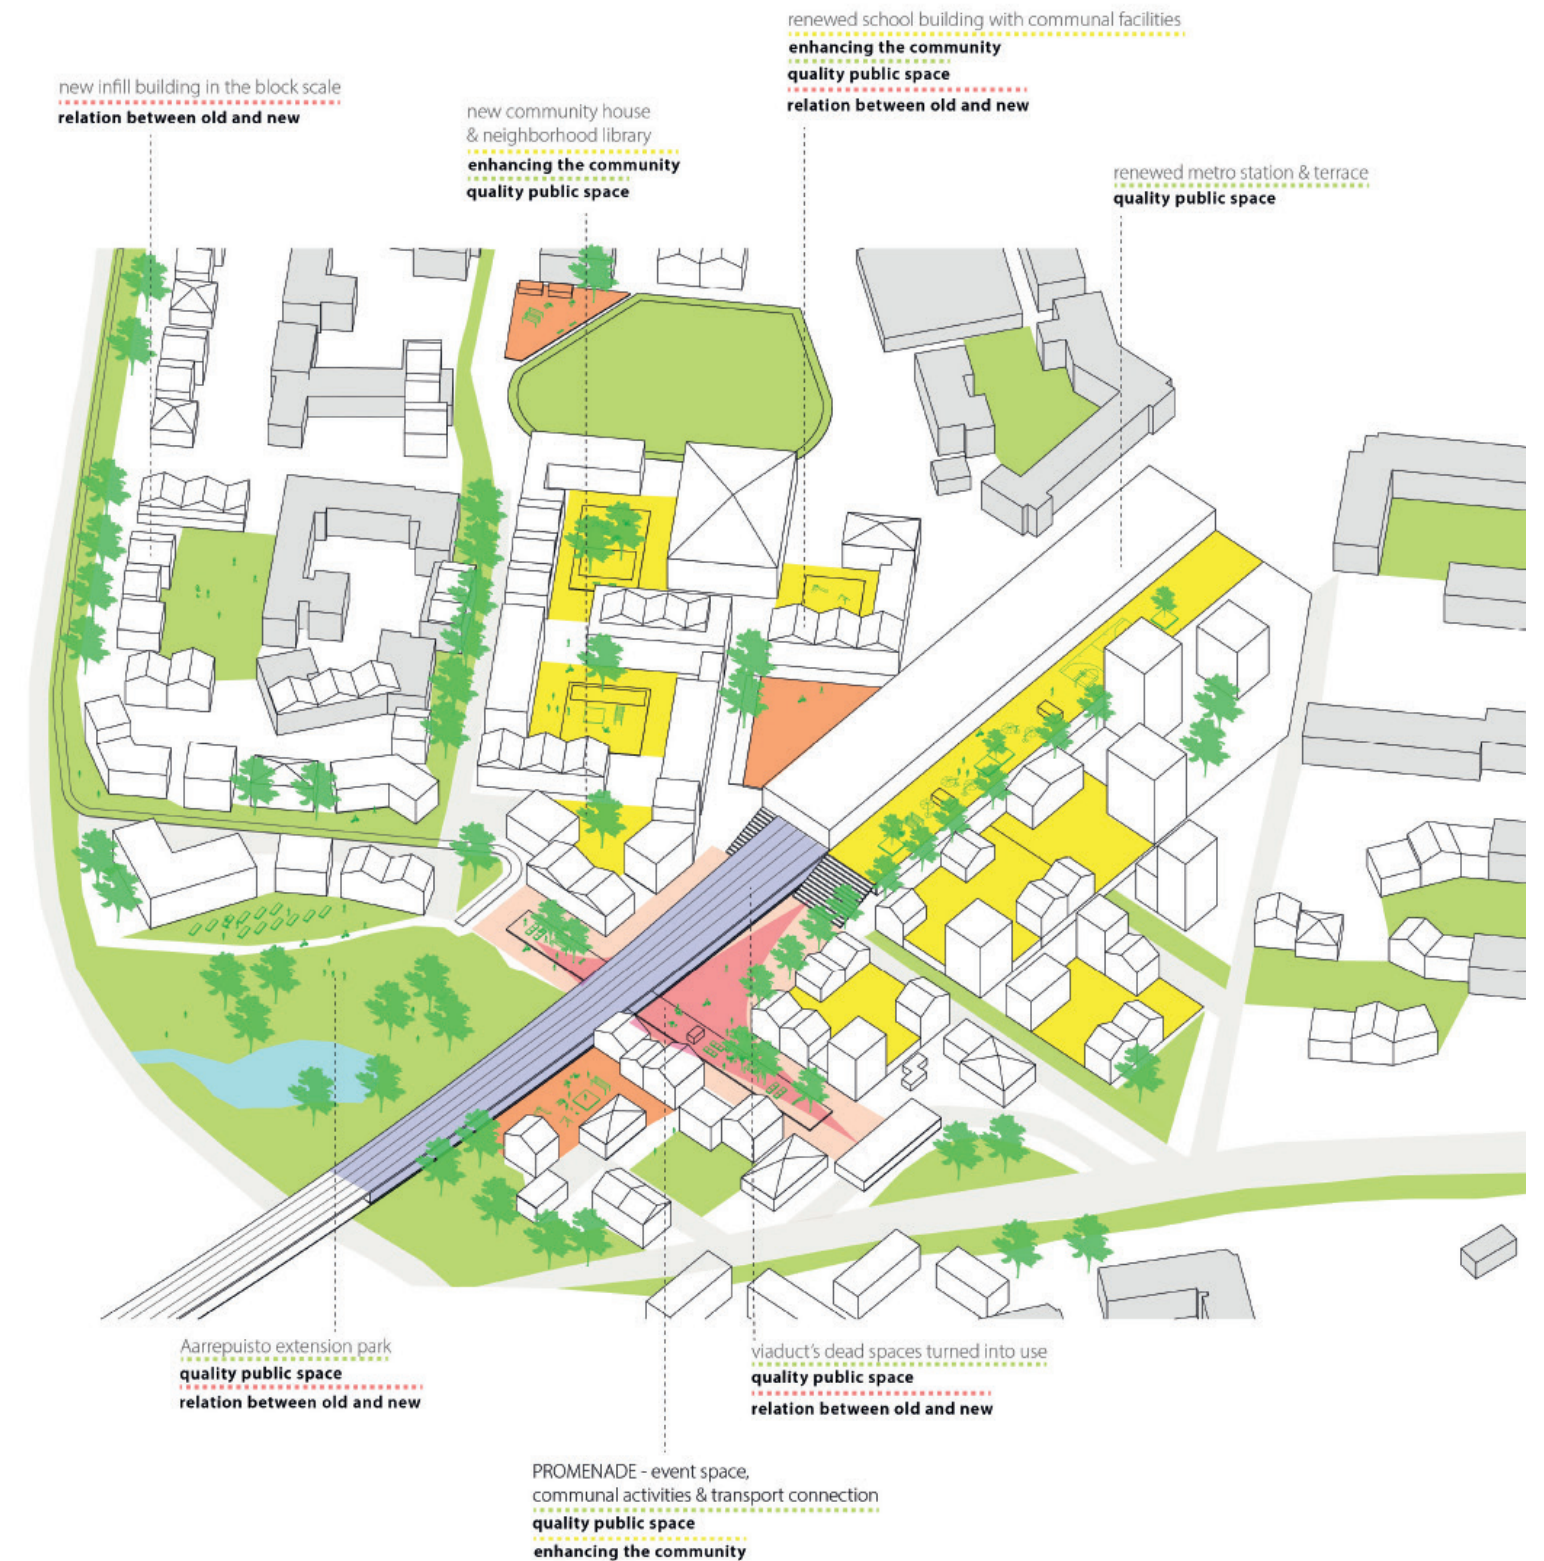 renewed school building with communal facilities
enhancing the community
quality public space
relation between old and new
new infill building in the block scale
relation between old and new
new community house
& neighborhood library
enhancing the community
quality public space
renewed metro station & terrace
quality public space
Aarrepuisto extension park
quality public space
relation between old and new
viaduct's dead spaces turned into use
quality public space
relation between old and new
PROMENADE - event space,
communal activities & transport connection
quality public space
enhancing the community